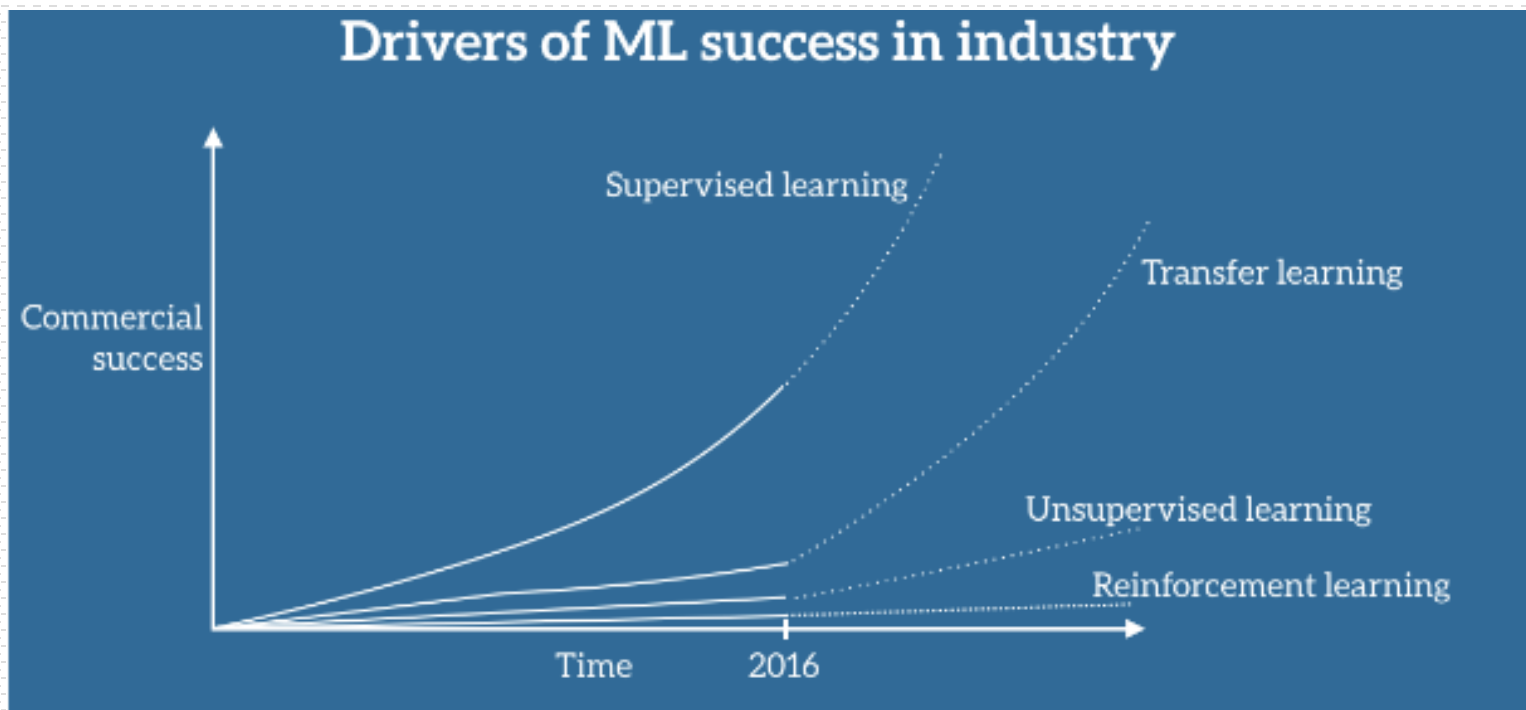 Drivers of ML success in industry
Supervised learning
Transfer learning
Commercial
success
Unsupervised learning
Reinforcement learning
Time
2016